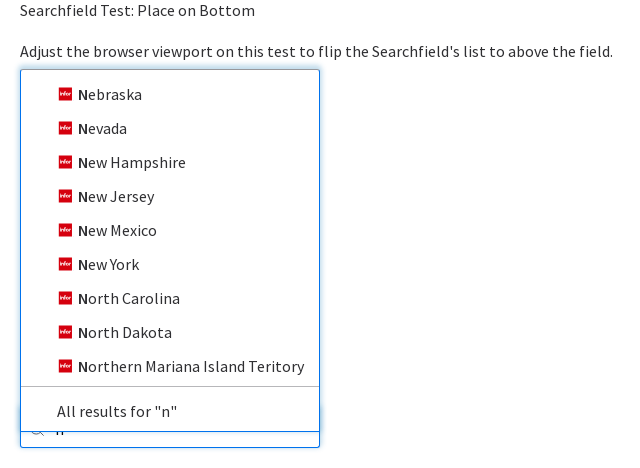 Searchfield Test: Place on Bottom
Adjust the browser viewport on this test to flip the Searchfield's list to above the field.
infor Nebraska
infor Nevada
infor New Hampshire
infor New Jersey
infor New Mexico
infor New York
infor North Carolina
infor North Dakota
infor Northern Mariana Island Teritory
All results for "n"
n